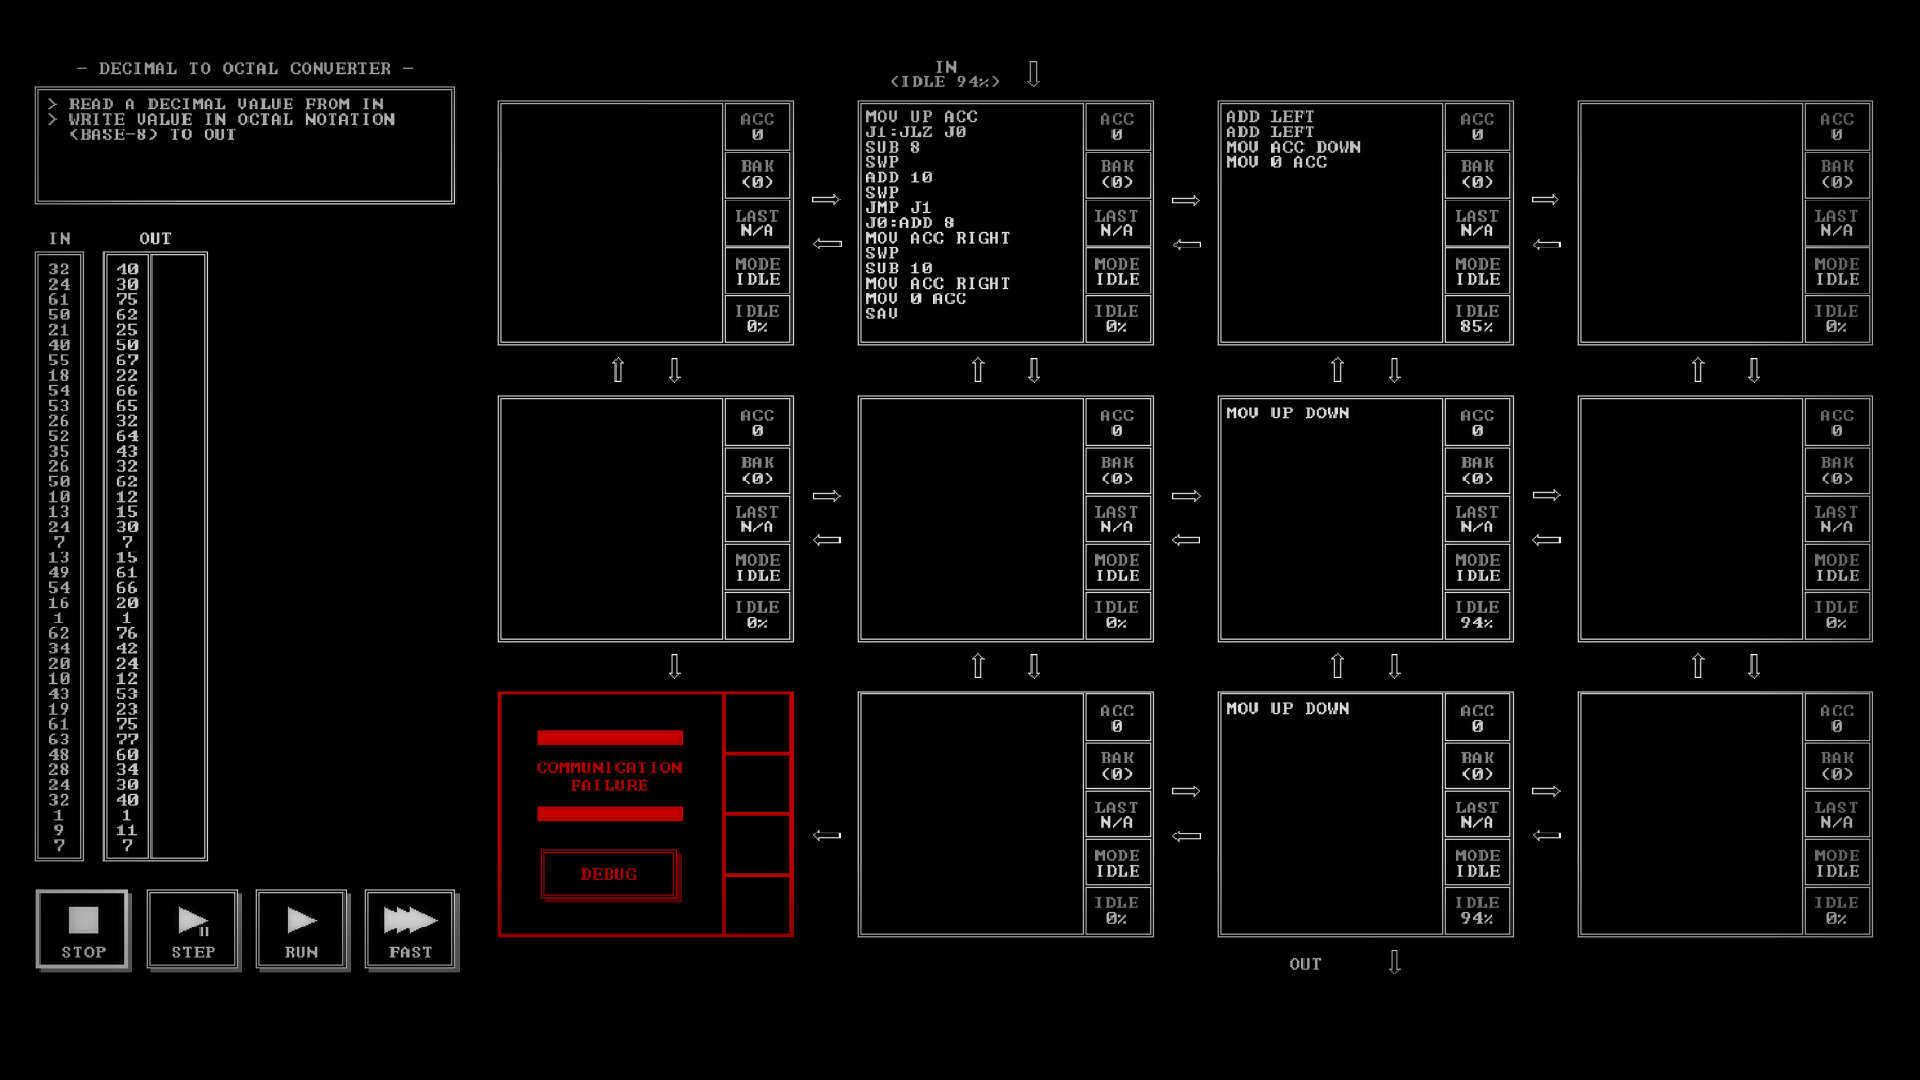 - DECIMAL TO OCTAL CONVERTER -
> READ A DECIMAL VALUE FROM IN
> WRITE VALUE IN OCTAL NOTATION
(BASE-8) TO OUT
IN OUT
32 40
24 30
61 75
50 62
21 25
40 50
55 67
18 22
54 66
53 65
26 32
52 64
35 43
26 32
50 62
10 12
13 15
24 30
7 7
13 15
49 61
54 66
16 20
1 1
62 76
34 42
20 24
10 12
43 53
19 23
61 75
63 77
48 60
28 34
24 30
32 40
1 1
9 11
7 7
STOP
STEP
RUN
FAST
IN
(IDLE 94%)
ACC
0
BAK
(0)
LAST
N/A
MODE
IDLE
IDLE
0%
MOV UP ACC
J1:JLZ J0
SUB 8
SWP
ADD 10
SWP
JMP J1
J0:ADD 8
MOV ACC RIGHT
SWP
SUB 10
MOV ACC RIGHT
MOV 0 ACC
SAV
ACC
0
BAK
(0)
LAST
N/A
MODE
IDLE
IDLE
0%
ADD LEFT
ADD LEFT
MOV ACC DOWN
MOV 0 ACC
ACC
0
BAK
(0)
LAST
N/A
MODE
IDLE
IDLE
85%
ACC
0
BAK
(0)
LAST
N/A
MODE
IDLE
IDLE
0%
ACC
0
BAK
(0)
LAST
N/A
MODE
IDLE
IDLE
0%
ACC
0
BAK
(0)
LAST
N/A
MODE
IDLE
IDLE
0%
MOV UP DOWN
ACC
0
BAK
(0)
LAST
N/A
MODE
IDLE
IDLE
94%
ACC
0
BAK
(0)
LAST
N/A
MODE
IDLE
IDLE
0%
COMMUNICATION
FAILURE
DEBUG
ACC
0
BAK
(0)
LAST
N/A
MODE
IDLE
IDLE
0%
MOV UP DOWN
ACC
0
BAK
(0)
LAST
N/A
MODE
IDLE
IDLE
94%
ACC
0
BAK
(0)
LAST
N/A
MODE
IDLE
IDLE
0%
OUT